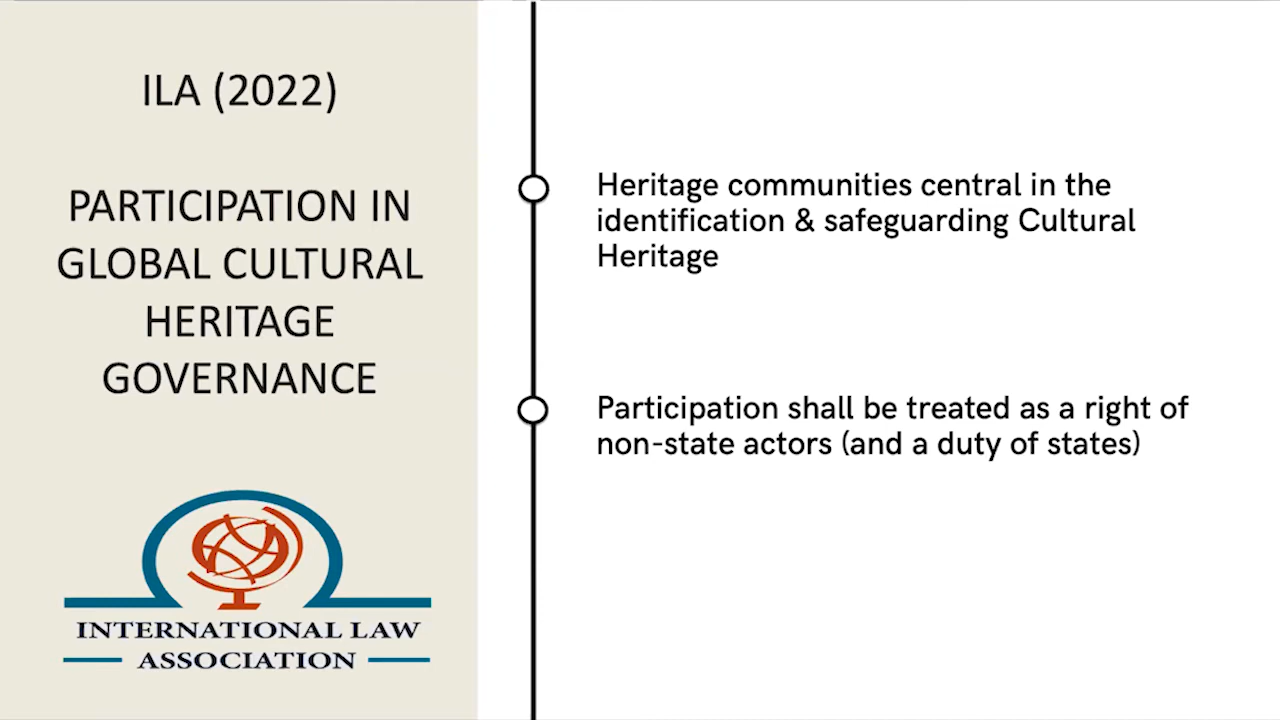 ILA (2022)
PARTICIPATION IN
GLOBAL CULTURAL
HERITAGE
GOVERNANCE
INTERNATIONAL LAW
ASSOCIATION
Heritage communities central in the
identification & safeguarding Cultural
Heritage
Participation shall be treated as a right of
non-state actors (and a duty of states)